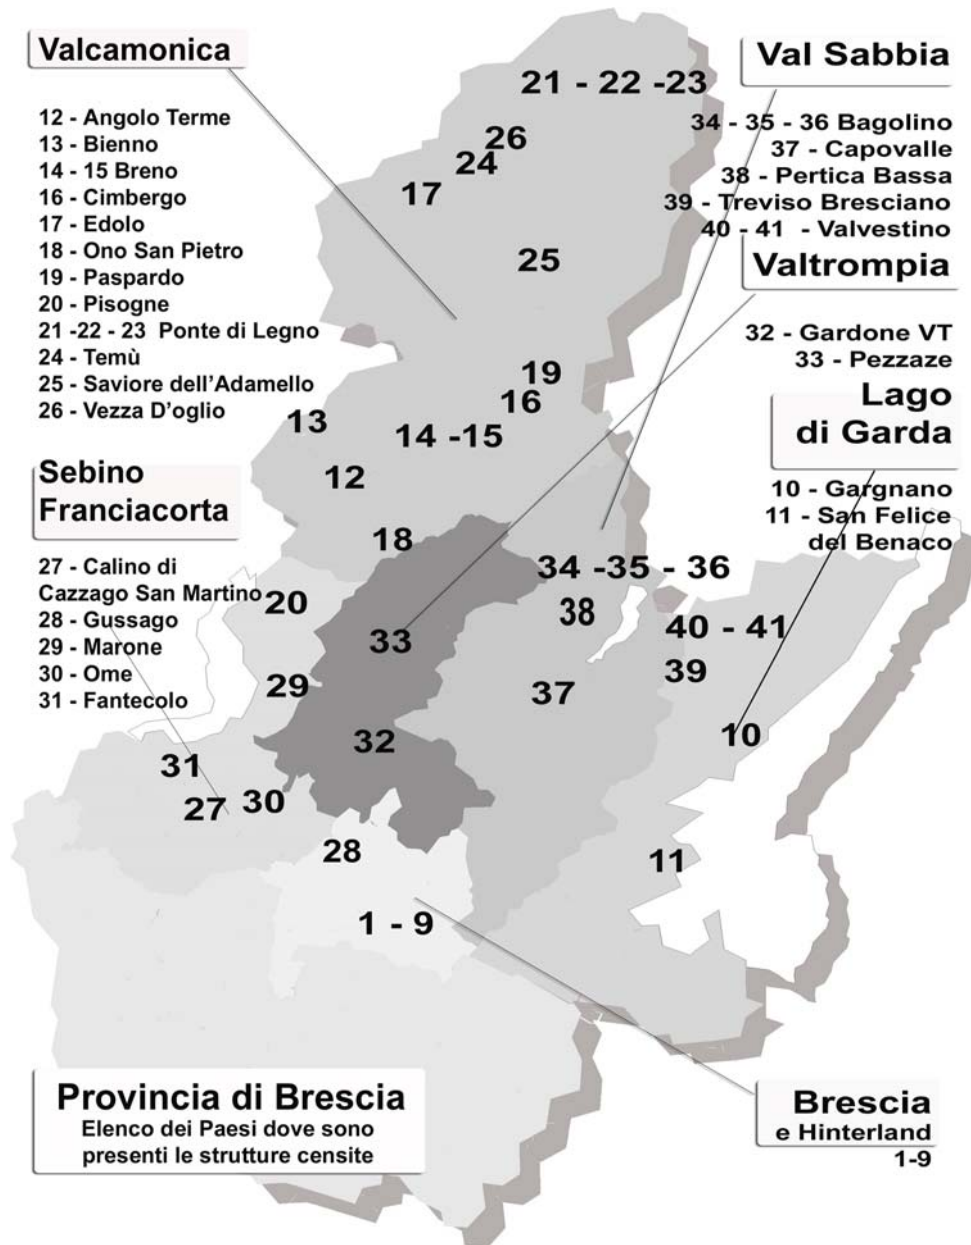 Valcamonica
12 - Angolo Terme
13 - Bienno
14 - 15 Breno
16 - Cimbergo
17 - Edolo
18 - Ono San Pietro
19 - Paspardo
20 - Pisogne
21 -22 - 23 Ponte di Legno
24 - Temù
25 - Saviore dell'Adamello
26 - Vezza D'oglio
Sebino
Franciacorta
27 - Calino di
Cazzago San Martino
28 - Gussago
29 - Marone
30 - Ome
31 - Fantecolo
Val Sabbia
34 - 35 - 36 Bagolino
37 - Capovalle
38 - Pertica Bassa
39 - Treviso Bresciano
40 - 41 - Valvestino
Valtrompia
32 - Gardone VT
33 - Pezzaze
Lago
di Garda
10 - Gargnano
11 - San Felice
del Benaco
21 - 22 -23
26
24
17
25
19
16
13
14 -15
12
18
34 -35 - 36
20
38
40 - 41
33
39
29
37
32
10
31
27
30
28
11
1 - 9
Provincia di Brescia
Elenco dei Paesi dove sono
presenti le strutture censite
Brescia
e Hinterland
1-9